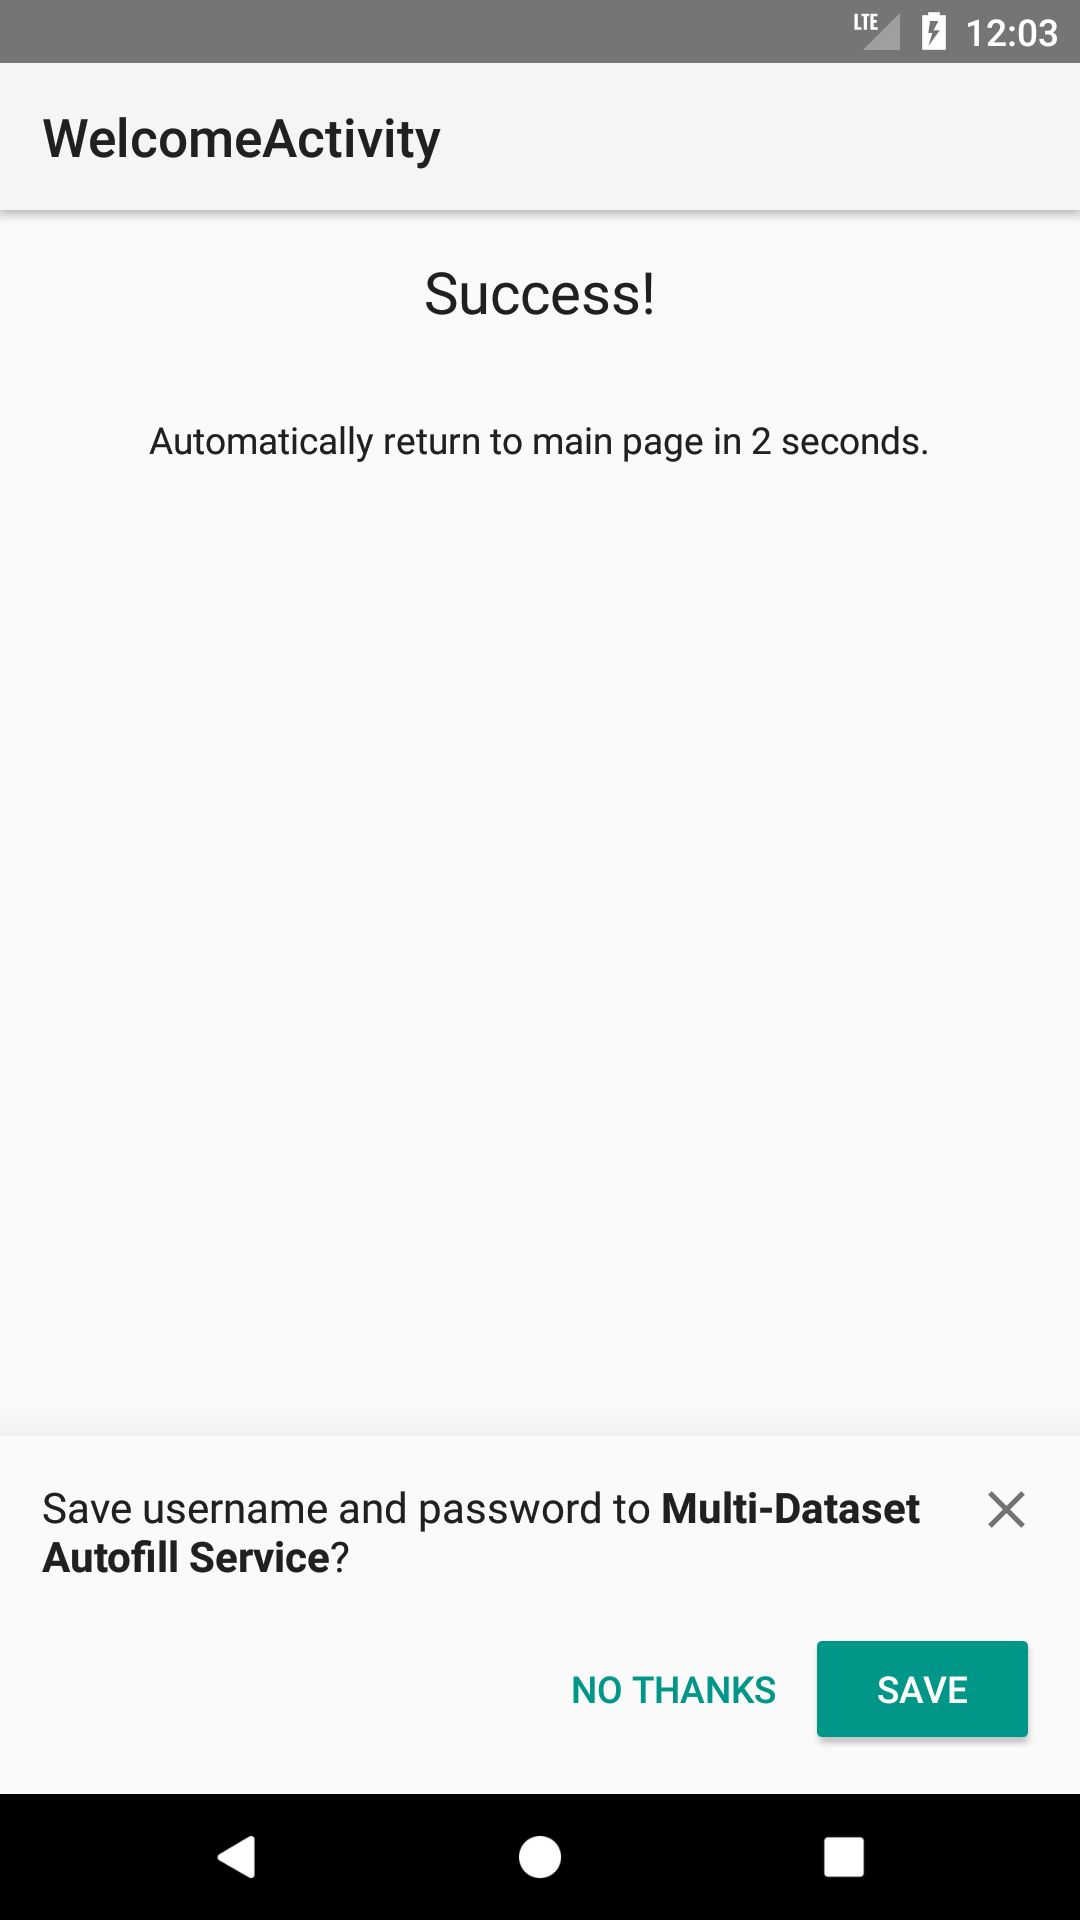 LTE 12:03
WelcomeActivity
Success!
Automatically return to main page in 2 seconds.
Save username and password to Multi-Dataset
Autofill Service?
NO THANKS SAVE